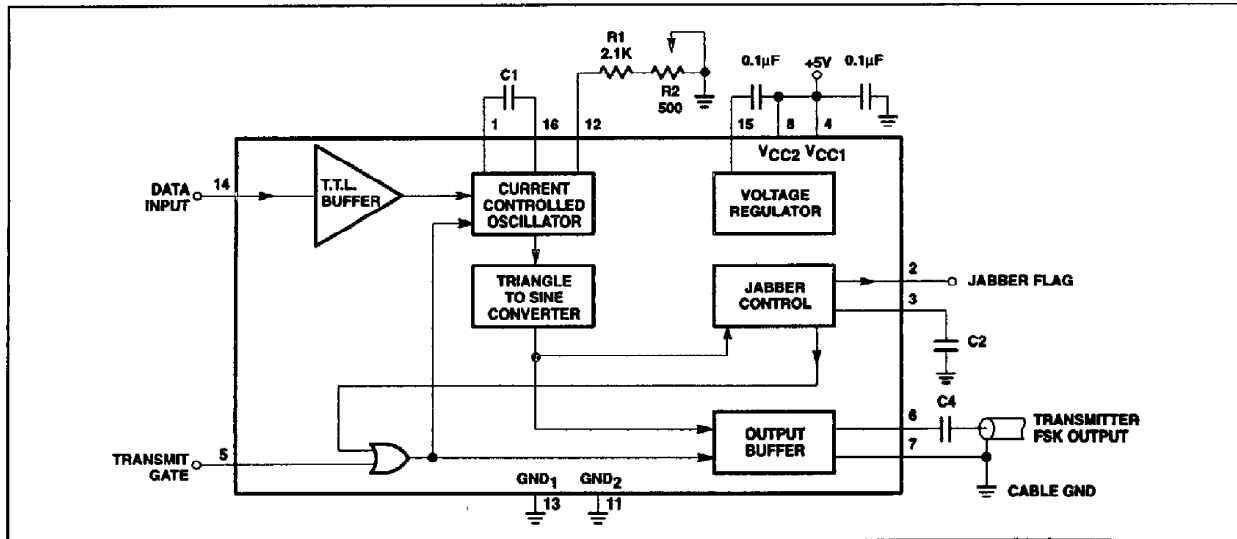 R1
2.1K
R2
500
C1
0.1µF
+5V
0.1µF
1
16
12
15
8
4
VCC2
VCC1
DATA
INPUT
14
T.T.L.
BUFFER
CURRENT
CONTROLLED
OSCILLATOR
VOLTAGE
REGULATOR
TRIANGLE
TO SINE
CONVERTER
JABBER
CONTROL
2
JABBER FLAG
3
C2
OUTPUT
BUFFER
6
C4
7
TRANSMITTER
FSK OUTPUT
CABLE GND
TRANSMIT
GATE
5
GND1
GND2
13
11